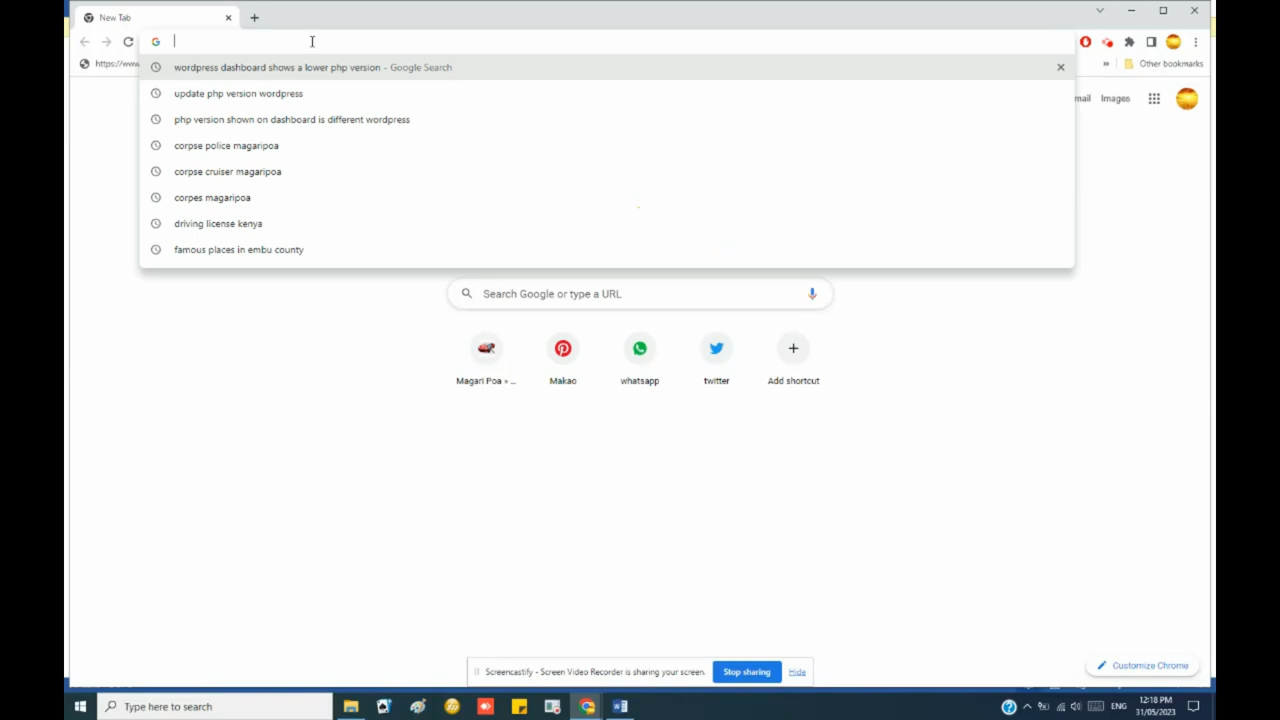 New Tab
https://www
wordpress dashboard shows a lower php version - Google Search
update php version wordpress
php version shown on dashboard is different wordpress
corpse police magaripoa
corpse cruiser magaripoa
corpes magaripoa
driving license kenya
famous places in embu county
» Other bookmarks
mail Images
Search Google or type a URL
Magari Poa » ... Makao whatsapp twitter Add shortcut
Screencastify - Screen Video Recorder is sharing your screen. Stop sharing Hide
Customize Chrome
Type here to search
ENG
12:18 PM
31/05/2023